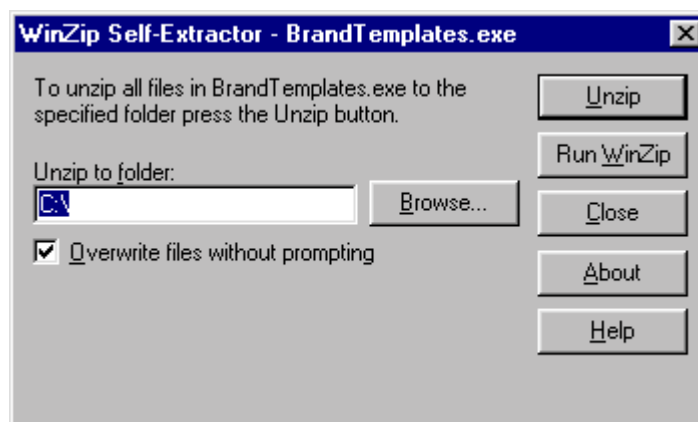 WinZip Self-Extractor - BrandTemplates.exe
To unzip all files in BrandTemplates.exe to the
specified folder press the Unzip button.
Unzip to folder:
C:\
Browse...
Overwrite files without prompting
Unzip
Run WinZip
Close
About
Help